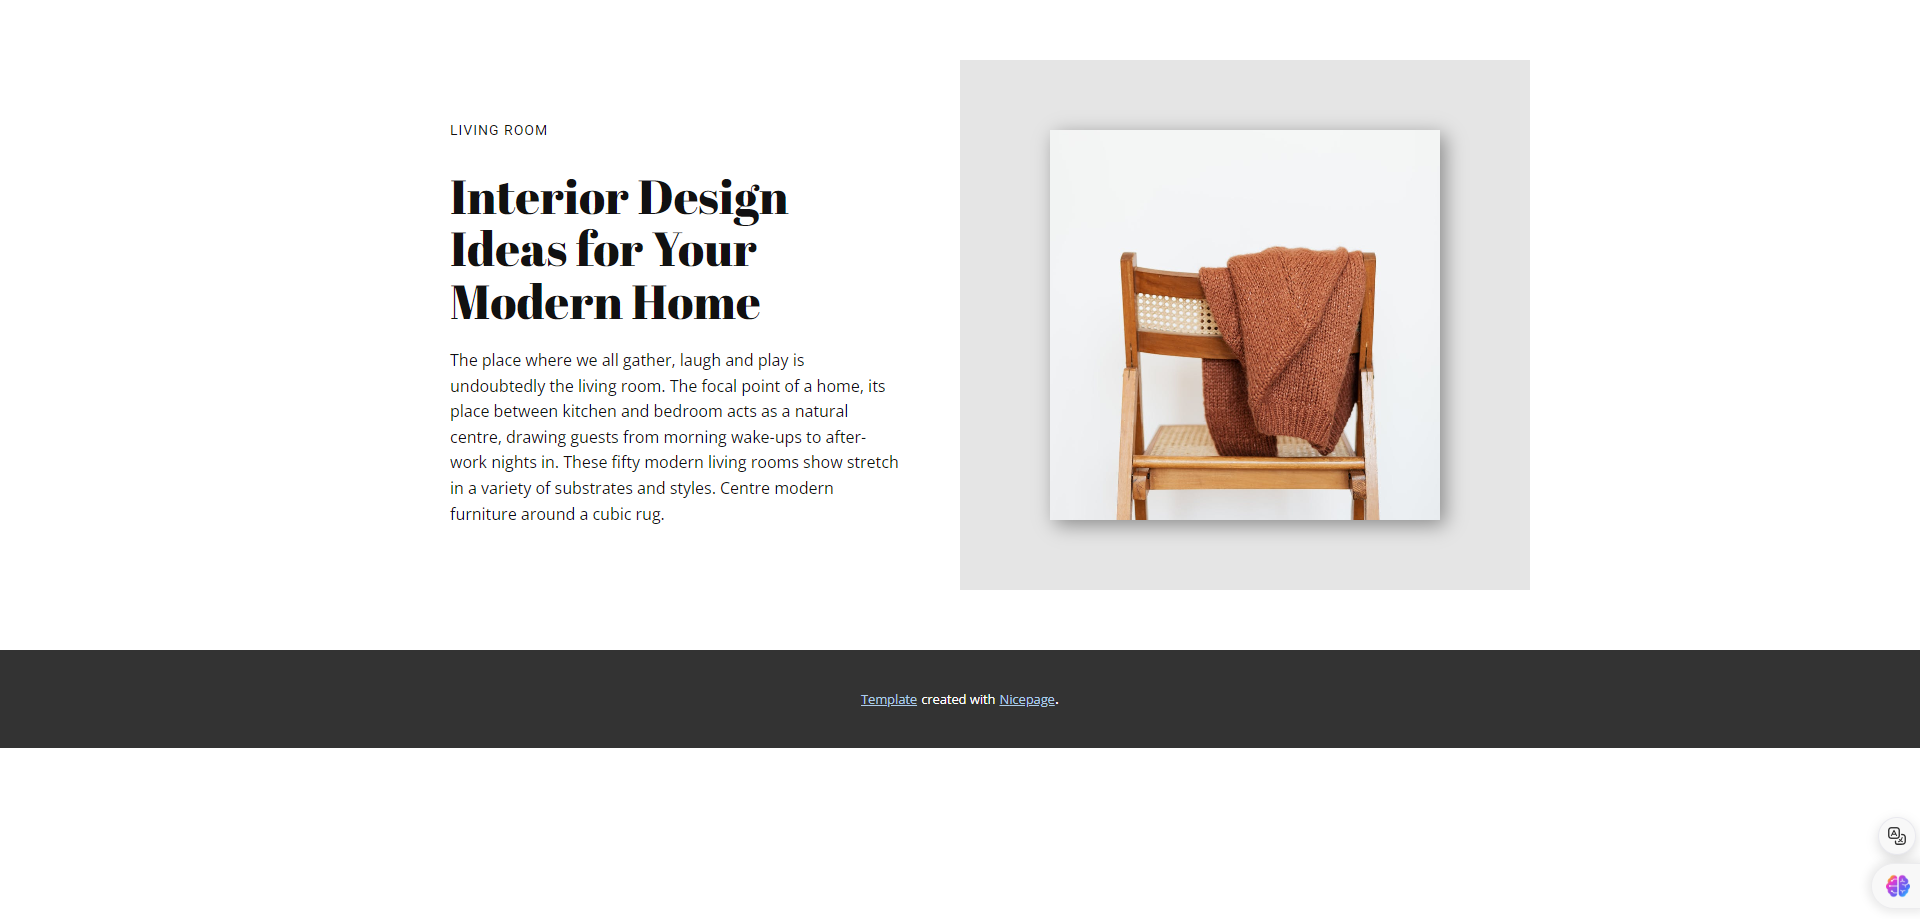 LIVING ROOM
Interior Design
Ideas for Your
Modern Home
The place where we all gather, laugh and play is
undoubtedly the living room. The focal point of a home, its
place between kitchen and bedroom acts as a natural
centre, drawing guests from morning wake-ups to after-
work nights in. These fifty modern living rooms show stretch
in a variety of substrates and styles. Centre modern
furniture around a cubic rug.
Template created with Nicepage.